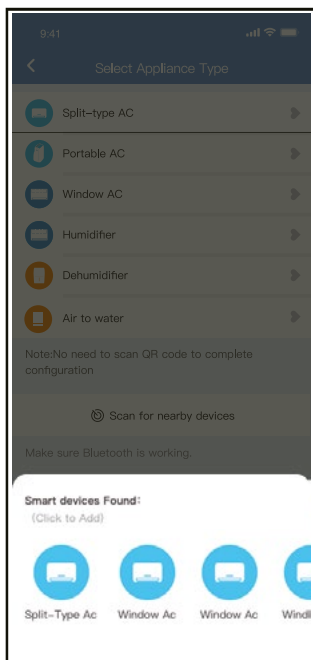 9:41
Select Appliance Type
Split-type AC
Portable AC
Window AC
Humidifier
Dehumidifier
Air to water
Note:No need to scan QR code to complete
configuration
Scan for nearby devices
Make sure Bluetooth is working.
Smart devices Found:
(Click to Add)
Split-Type Ac Window Ac Window Ac